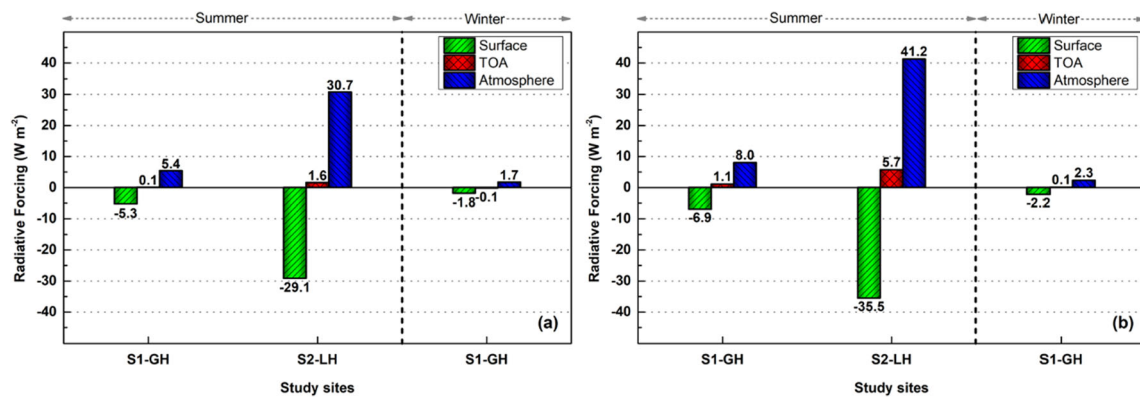 Summer Winter
Surface
TOA
Atmosphere
Radiative Forcing (W m-2)
40
30
20
10
0
-10
-20
-30
-40
-5.3
0.1
5.4
-29.1
1.6
30.7
-1.8
-0.1
1.7
(a)
S1-GH S2-LH S1-GH
Study sites
Summer Winter
Surface
TOA
Atmosphere
Radiative Forcing (W m-2)
40
30
20
10
0
-10
-20
-30
-40
-6.9
1.1
8.0
-35.5
5.7
41.2
-2.2
0.1
2.3
(b)
S1-GH S2-LH S1-GH
Study sites